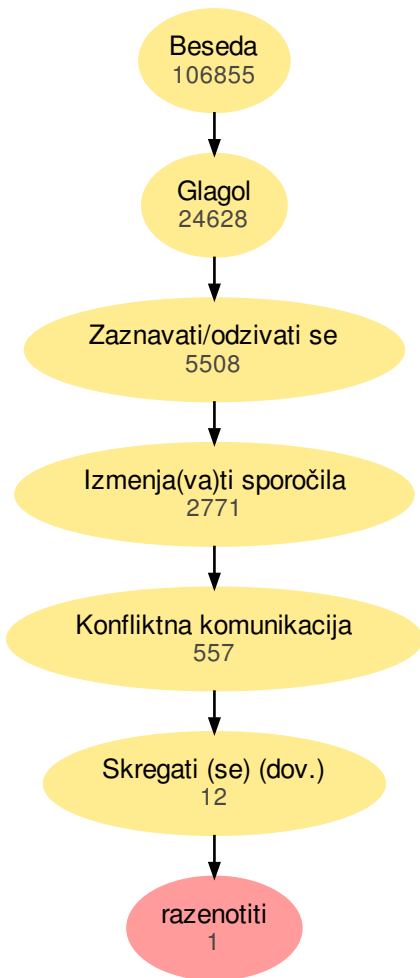 Beseda
106855
Glagol
24628
Zaznavati/odzivati se
5508
Izmenja(va)ti sporočila
2771
Konfliktna komunikacija
557
Skregati (se) (dov.)
12
razenotiti
1